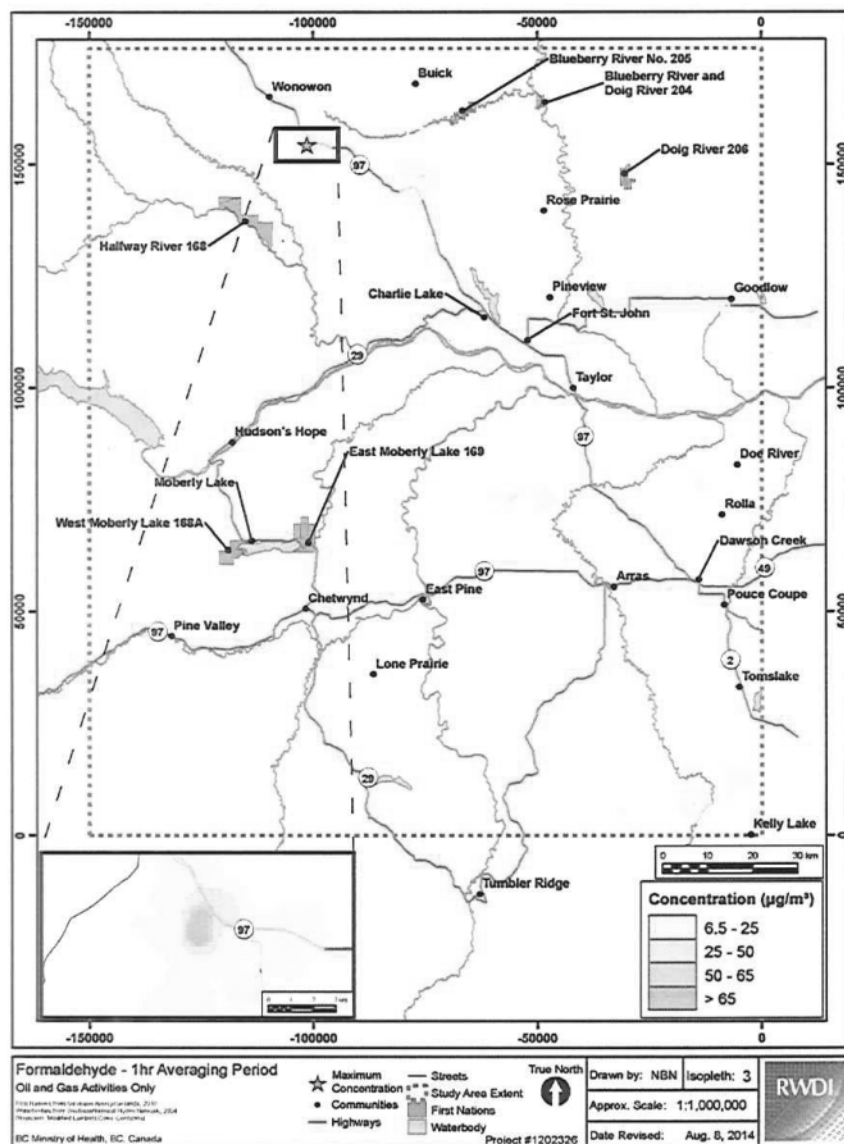 -150000 -100000 -50000 0
Buick
Blueberry River No. 205
Blueberry River and
Doig River 204
Wonowon
150000
97
150000
Doig River 206
Rose Prairie
Halfway River 168
Charlie Lake
Pineview
Goodlow
Fort St. John
29
100000
Taylor
100000
97
Hudson's Hope
East Moberly Lake 169
Doe River
Moberly Lake
Rolla
West Moberly Lake 168A
Dawson Creek
97
49
Arras
Pouce Coupe
East Pine
Chetwynd
50000
97
Pine Valley
50000
2
Lone Prairie
Tomslake
29
0
Kelly Lake
0
0 10 20 30 km
Tumbler Ridge
97
Concentration (µg/m³)
6.5 - 25
25 - 50
50 - 65
> 65
-150000 -100000 -50000 0
Formaldehyde - 1hr Averaging Period
Oil and Gas Activities Only
BC Ministry of Health, BC, Canada
Maximum
Concentration
Communities
Highways
Streets
Study Area Extent
First Nations
Waterbody
True North
Project #1202326
Drawn by: NBN
Isopleth: 3
Approx. Scale: 1:1,000,000
Date Revised: Aug. 8, 2014
RWDI